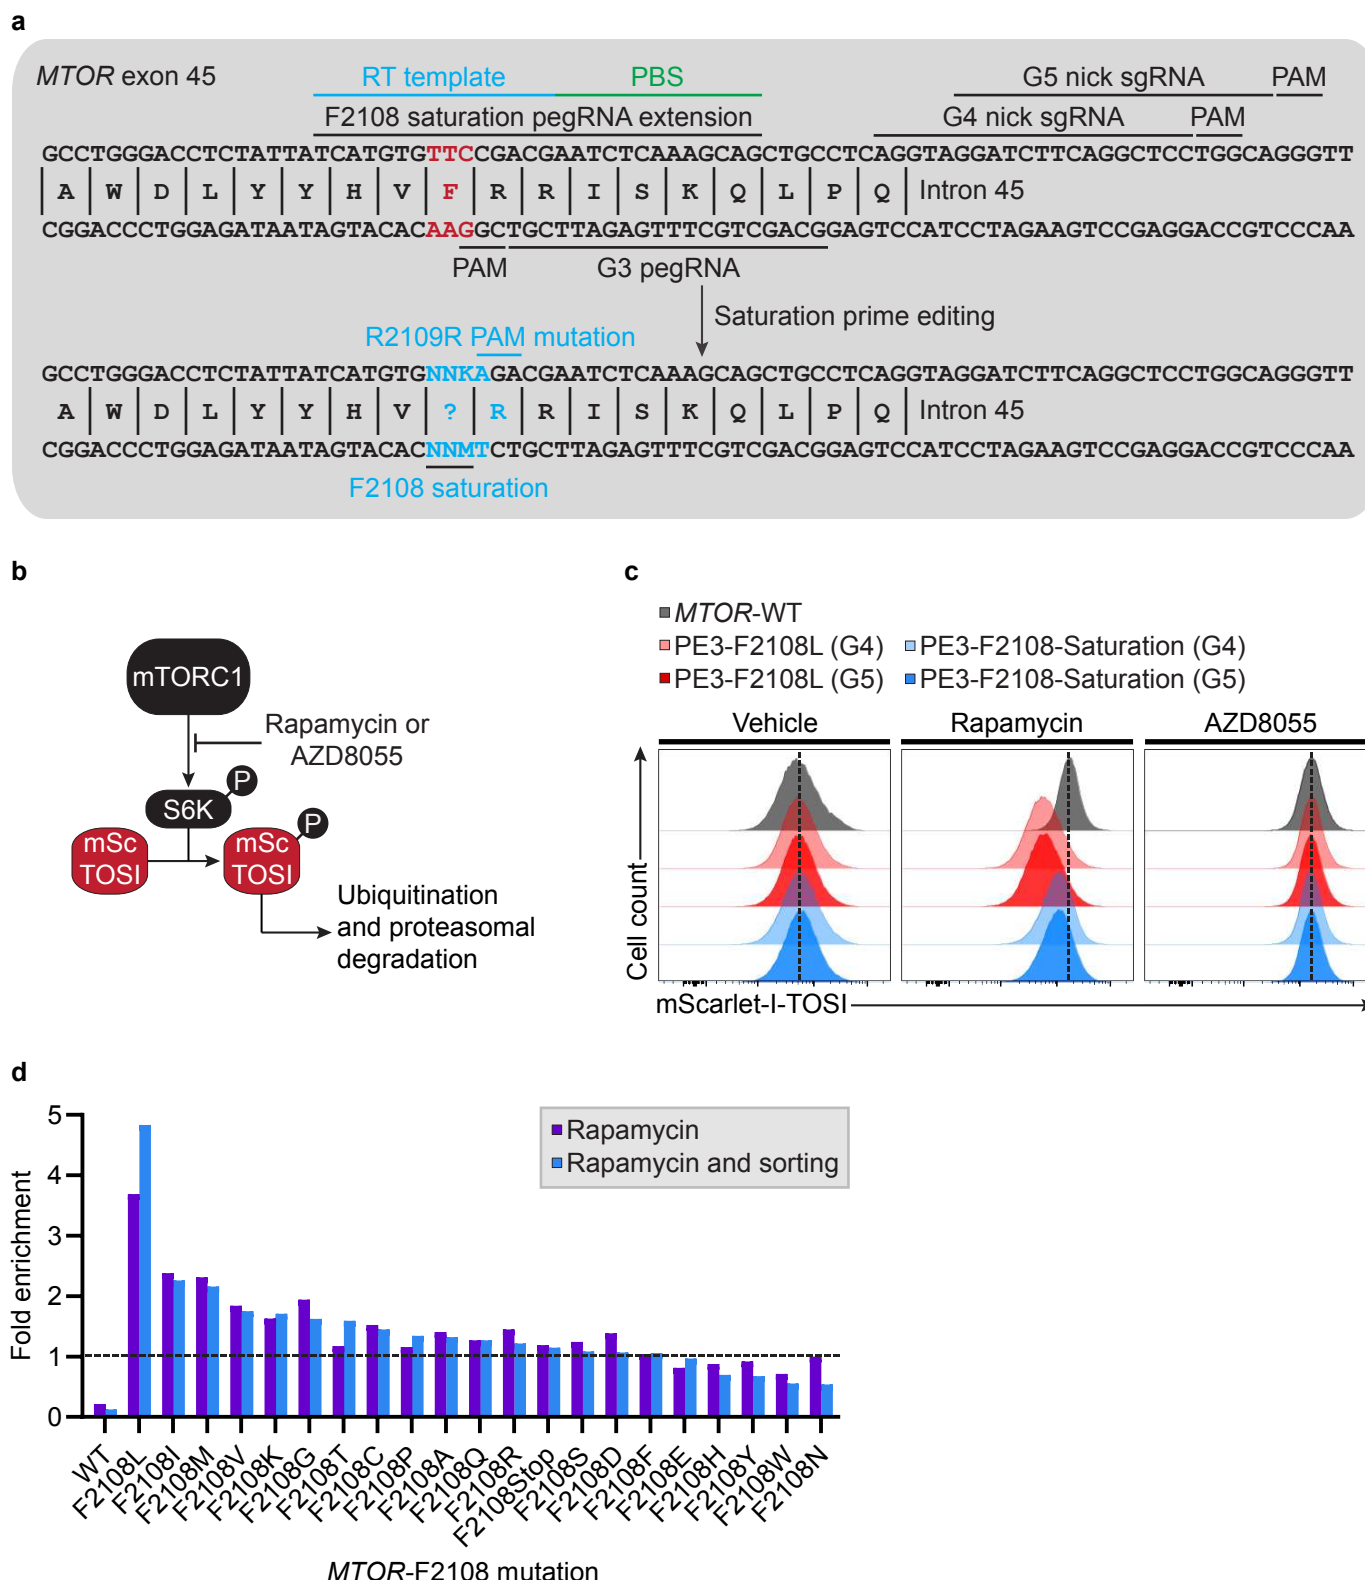 a
MTOR exon 45
RT template
PBS
G5 nick sgRNA
PAM
F2108 saturation pegRNA extension
G4 nick sgRNA
PAM
GCCTGGGACCTCTATTATCATGTGTTCCGACGAATCTCAAAGCAGCTGCCTCAGGTAGGATCTTCAGGCTCCTGGCAGGGTT
A W D L Y Y H V F R R I S K Q L P Q Intron 45
CGGACCCTGGAGATAATAGTACACAAGGCTGCTTAGAGTTTCGTCGACGGAGTCCATCCTAGAAGTCCGAGGACCGTCCCAA
PAM
G3 pegRNA
Saturation prime editing
R2109R PAM mutation
GCCTGGGACCTCTATTATCATGTGNNKAGACGAATCTCAAAGCAGCTGCCTCAGGTAGGATCTTCAGGCTCCTGGCAGGGTT
A W D L Y Y H V ? R R I S K Q L P Q Intron 45
CGGACCCTGGAGATAATAGTACACNNMTCTGCTTAGAGTTTCGTCGACGGAGTCCATCCTAGAAGTCCGAGGACCGTCCCAA
F2108 saturation
b
mTORC1
Rapamycin or
AZD8055
P
S6K
P
mSc
TOSI
mSc
TOSI
Ubiquitination
and proteasomal
degradation
c
MTOR-WT
PE3-F2108L (G4)
PE3-F2108-Saturation (G4)
PE3-F2108L (G5)
PE3-F2108-Saturation (G5)
Vehicle
Rapamycin
AZD8055
Cell count
mScarlet-I-TOSI
d
Fold enrichment
5
4
3
2
1
0
Rapamycin
Rapamycin and sorting
WT
F2108L
F2108I
F2108M
F2108V
F2108K
F2108G
F2108T
F2108C
F2108P
F2108A
F2108Q
F2108R
F2108Stop
F2108S
F2108D
F2108F
F2108E
F2108H
F2108Y
F2108W
F2108N
MTOR-F2108 mutation